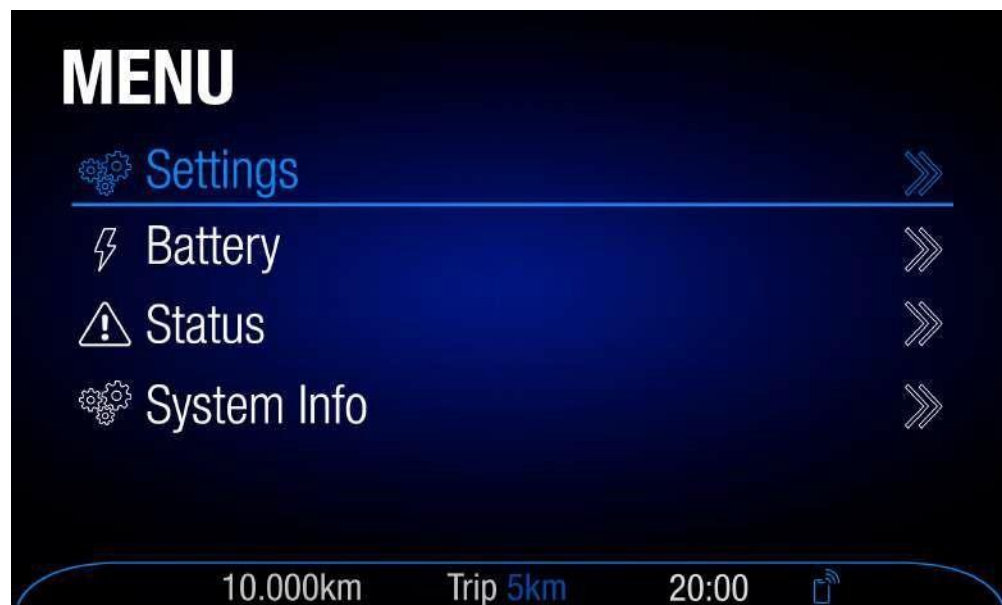 MENU
Settings
Battery
Status
System Info
10.000km Trip 5km 20:00